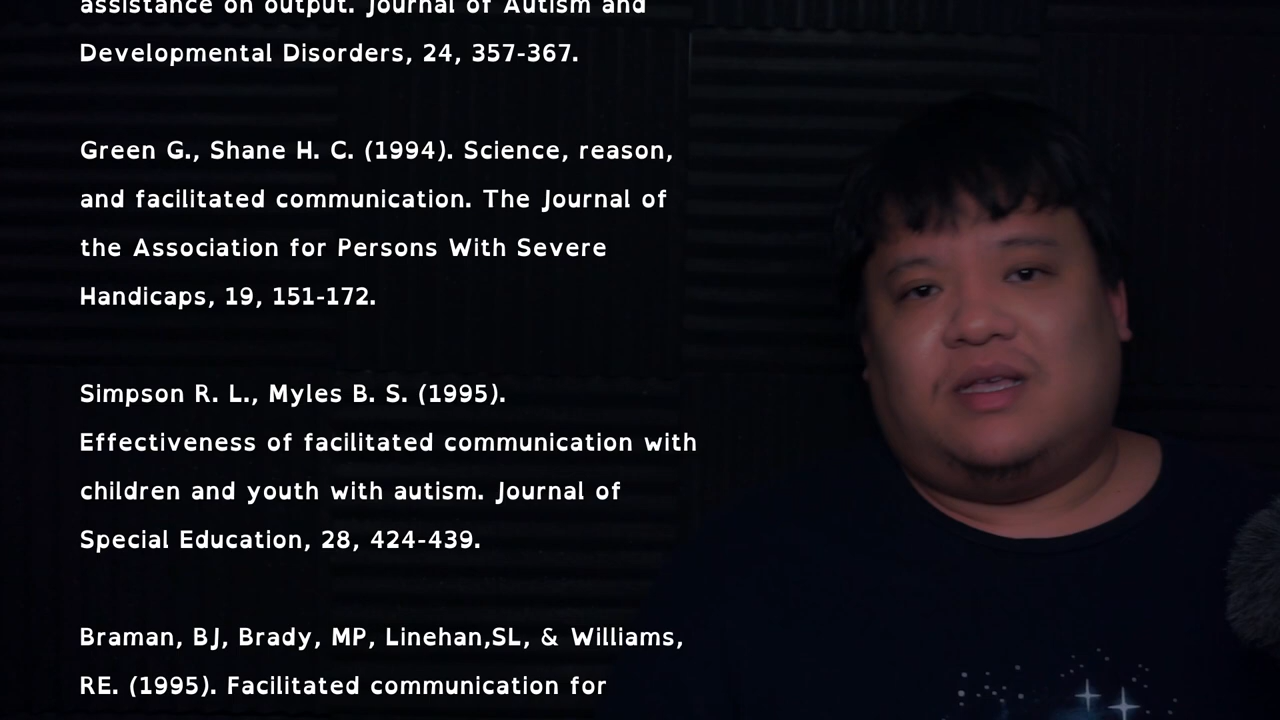 assistance on output. Journal of Autism and
Developmental Disorders, 24, 357-367.
Green G., Shane H. C. (1994). Science, reason,
and facilitated communication. The Journal of
the Association for Persons With Severe
Handicaps, 19, 151-172.
Simpson R. L., Myles B. S. (1995).
Effectiveness of facilitated communication with
children and youth with autism. Journal of
Special Education, 28, 424-439.
Braman, BJ, Brady, MP, Linehan,SL, & Williams,
RE. (1995). Facilitated communication for